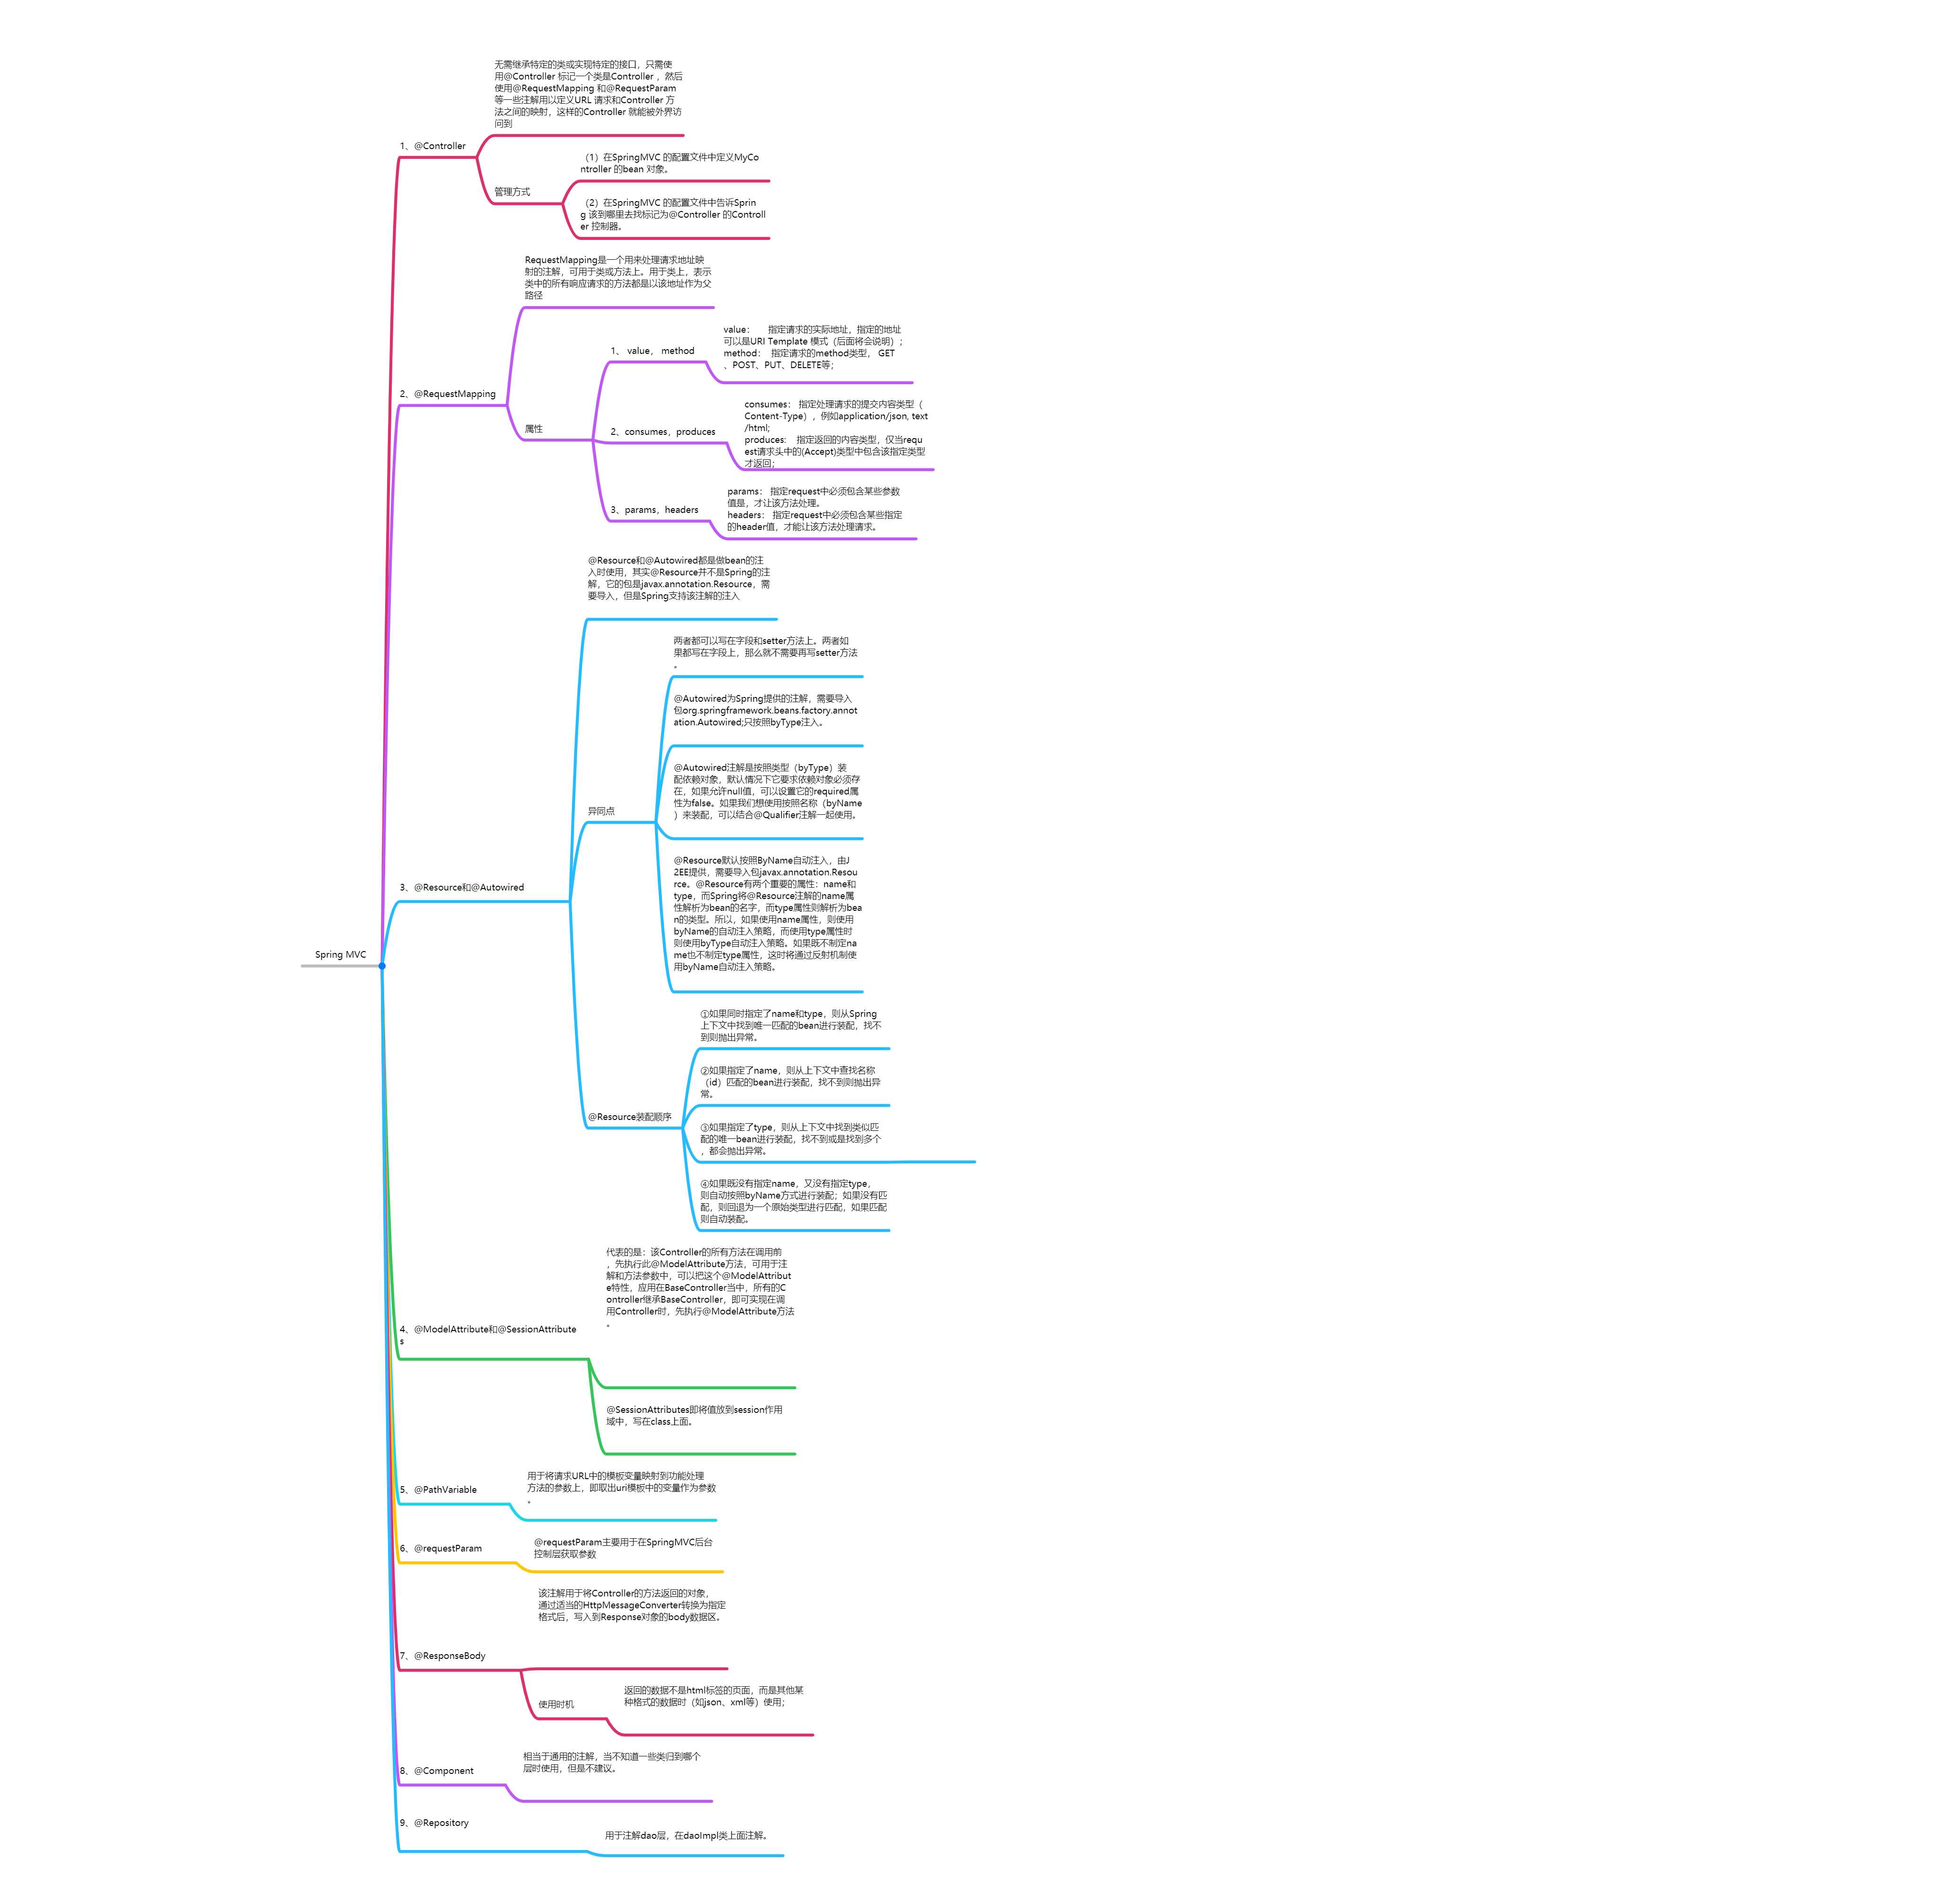 Spring MVC
1、@Controller
无需继承特定的类或实现特定的接口，只需使
用@Controller 标记一个类是Controller ，然后
使用@RequestMapping 和@RequestParam
等一些注解用以定义URL 请求和Controller 方
法之间的映射，这样的Controller 就能被外界访
问到
管理方式
（1）在SpringMVC 的配置文件中定义MyCo
ntroller 的bean 对象。
（2）在SpringMVC 的配置文件中告诉Sprin
g 该到哪里去找标记为@Controller 的Controll
er 控制器。
2、@RequestMapping
RequestMapping是一个用来处理请求地址映
射的注解，可用于类或方法上。用于类上，表示
类中的所有响应请求的方法都是以该地址作为父
路径
属性
1、 value， method
value： 指定请求的实际地址，指定的地址
可以是URI Template 模式（后面将会说明）；
method： 指定请求的method类型， GET
、POST、PUT、DELETE等；
2、consumes，produces
consumes： 指定处理请求的提交内容类型（
Content-Type），例如application/json, text
/html;
produces: 指定返回的内容类型，仅当requ
est请求头中的(Accept)类型中包含该指定类型
才返回；
3、params，headers
params： 指定request中必须包含某些参数
值是，才让该方法处理。
headers： 指定request中必须包含某些指定
的header值，才能让该方法处理请求。
3、@Resource和@Autowired
@Resource和@Autowired都是做bean的注
入时使用，其实@Resource并不是Spring的注
解，它的包是javax.annotation.Resource，需
要导入，但是Spring支持该注解的注入
异同点
两者都可以写在字段和setter方法上。两者如
果都写在字段上，那么就不需要再写setter方法
。
@Autowired为Spring提供的注解，需要导入
包org.springframework.beans.factory.annot
ation.Autowired;只按照byType注入。
@Autowired注解是按照类型（byType）装
配依赖对象，默认情况下它要求依赖对象必须存
在，如果允许null值，可以设置它的required属
性为false。如果我们想使用按照名称（byName
）来装配，可以结合@Qualifier注解一起使用。
@Resource默认按照ByName自动注入，由J
2EE提供，需要导入包javax.annotation.Resou
rce。@Resource有两个重要的属性：name和
type，而Spring将@Resource注解的name属
性解析为bean的名字，而type属性则解析为bea
n的类型。所以，如果使用name属性，则使用
byName的自动注入策略，而使用type属性时
则使用byType自动注入策略。如果既不制定na
me也不制定type属性，这时将通过反射机制使
用byName自动注入策略。
@Resource装配顺序
①如果同时指定了name和type，则从Spring
上下文中找到唯一匹配的bean进行装配，找不
到则抛出异常。
②如果指定了name，则从上下文中查找名称
（id）匹配的bean进行装配，找不到则抛出异
常。
③如果指定了type，则从上下文中找到类似匹
配的唯一bean进行装配，找不到或是找到多个
，都会抛出异常。
④如果既没有指定name，又没有指定type，
则自动按照byName方式进行装配；如果没有匹
配，则回退为一个原始类型进行匹配，如果匹配
则自动装配。
4、@ModelAttribute和@SessionAttribute
s
代表的是：该Controller的所有方法在调用前
，先执行此@ModelAttribute方法，可用于注
解和方法参数中，可以把这个@ModelAttribut
e特性，应用在BaseController当中，所有的C
ontroller继承BaseController，即可实现在调
用Controller时，先执行@ModelAttribute方法
。
@SessionAttributes即将值放到session作用
域中，写在class上面。
5、@PathVariable
用于将请求URL中的模板变量映射到功能处理
方法的参数上，即取出uri模板中的变量作为参数
。
6、@requestParam
@requestParam主要用于在SpringMVC后台
控制层获取参数
7、@ResponseBody
该注解用于将Controller的方法返回的对象，
通过适当的HttpMessageConverter转换为指定
格式后，写入到Response对象的body数据区。
使用时机
返回的数据不是html标签的页面，而是其他某
种格式的数据时（如json、xml等）使用；
8、@Component
相当于通用的注解，当不知道一些类归到哪个
层时使用，但是不建议。
9、@Repository
用于注解dao层，在daoImpl类上面注解。